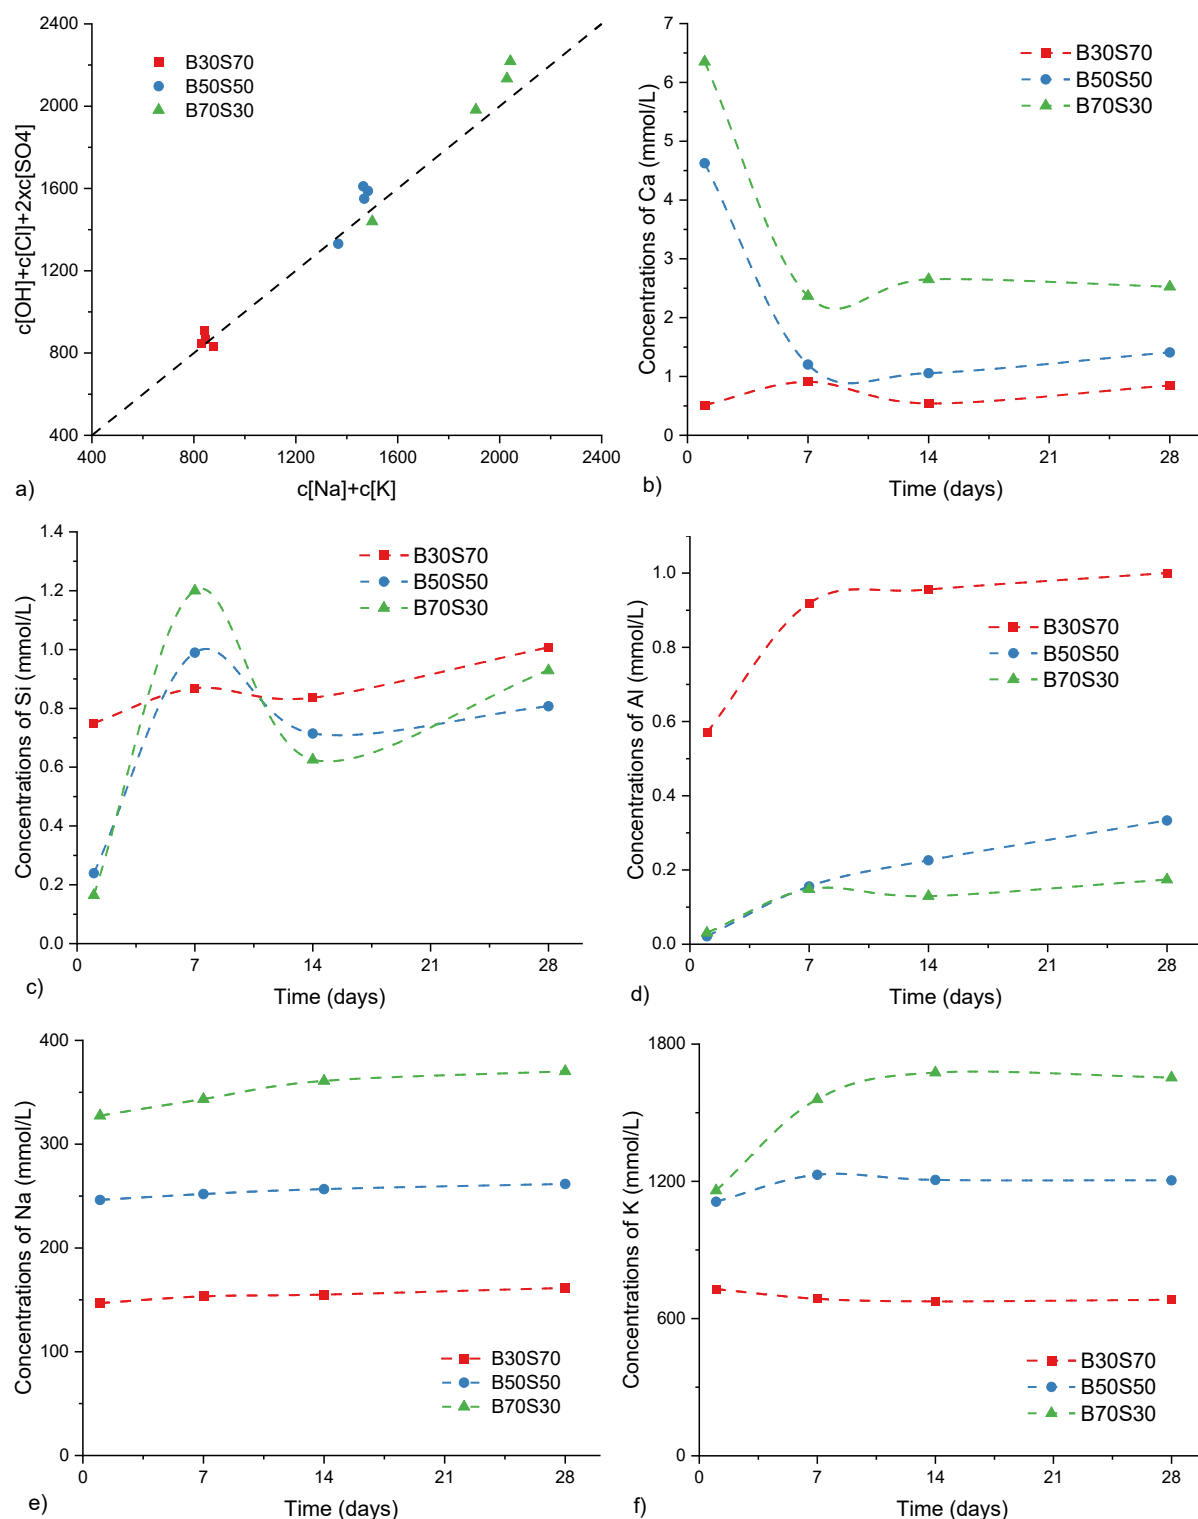 c[OH]+c[Cl]+2xc[SO4]
2400
2000
1600
1200
800
400
B30S70
B50S50
B70S30
400
800
1200
1600
2000
2400
c[Na]+c[K]
a)
Concentrations of Ca (mmol/L)
7
6
5
4
3
2
1
0
B30S70
B50S50
B70S30
0
7
14
21
28
Time (days)
b)
Concentrations of Si (mmol/L)
1.4
1.2
1.0
0.8
0.6
0.4
0.2
0.0
B30S70
B50S50
B70S30
0
7
14
21
28
Time (days)
c)
Concentrations of Al (mmol/L)
1.0
0.8
0.6
0.4
0.2
0.0
B30S70
B50S50
B70S30
0
7
14
21
28
Time (days)
d)
Concentrations of Na (mmol/L)
400
300
200
100
0
B30S70
B50S50
B70S30
0
7
14
21
28
Time (days)
e)
Concentrations of K (mmol/L)
1800
1200
600
0
B30S70
B50S50
B70S30
0
7
14
21
28
Time (days)
f)